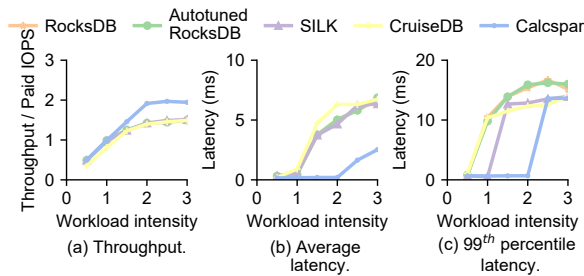 RocksDB
Autotuned
RocksDB
SILK
CruiseDB
Calcspar
Throughput / Paid IOPS
3
2
1
0
0 1 2 3
Workload intensity
(a) Throughput.
Latency (ms)
10
5
0
0 1 2 3
Workload intensity
(b) Average
latency.
Latency (ms)
20
10
0
0 1 2 3
Workload intensity
(c) 99th percentile
latency.